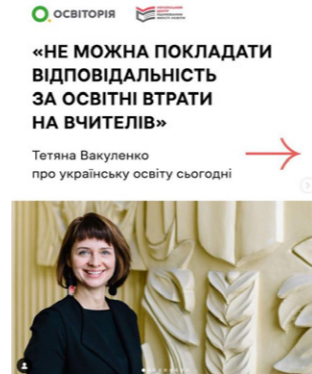 ОСВІТОРІЯ
«НЕ МОЖНА ПОКЛАДАТИ
ВІДПОВІДАЛЬНІСТЬ
ЗА ОСВІТНІ ВТРАТИ
НА ВЧИТЕЛІВ»
Тетяна Вакуленко
про українську освіту сьогодні